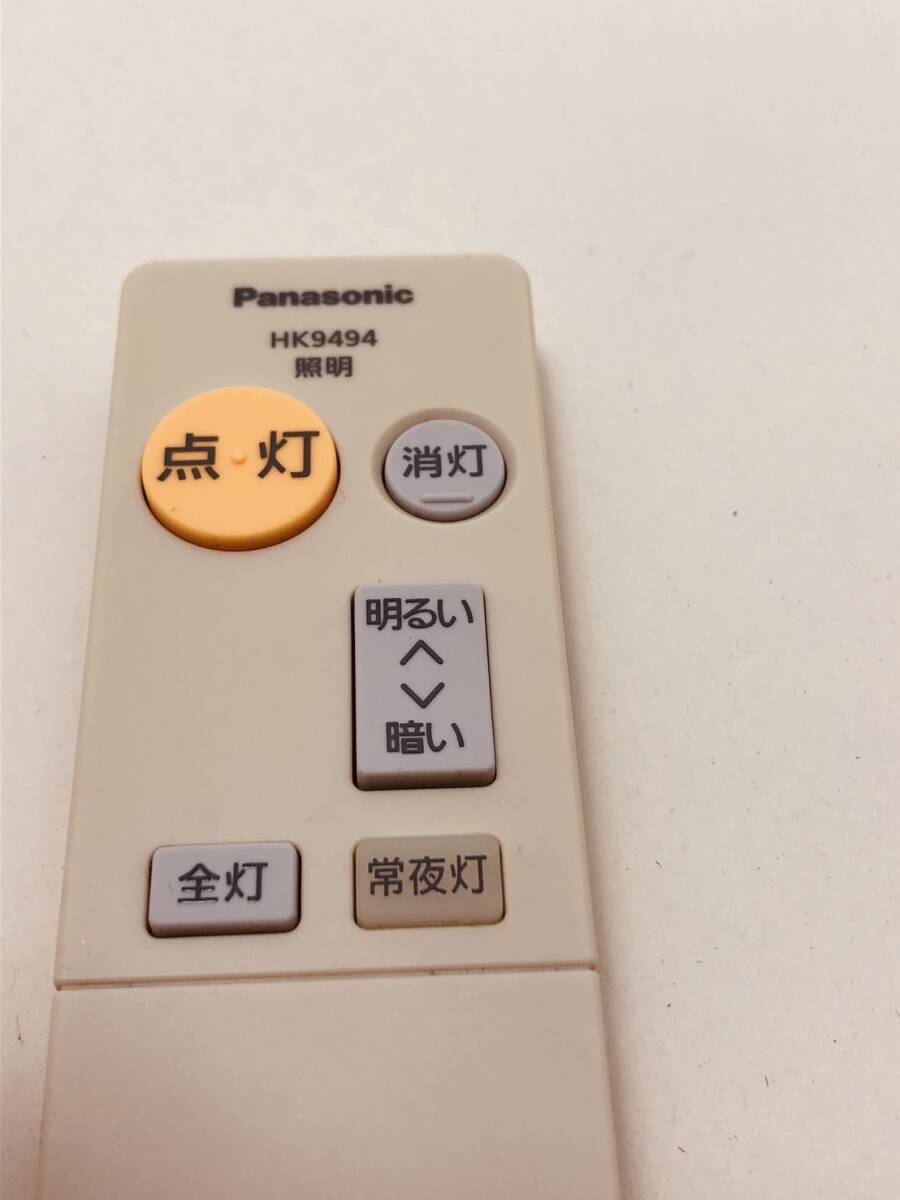 Panasonic
HK9494
照明
点・灯
消灯
明るい
暗い
全灯
常夜灯